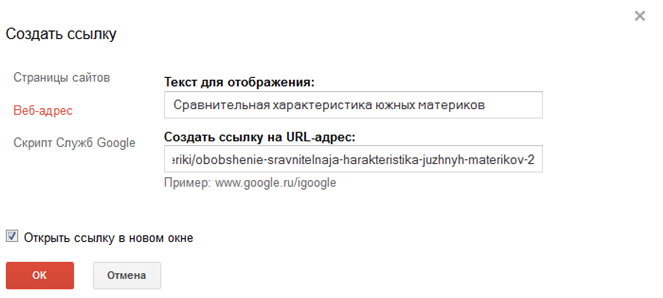 Создать ссылку
Страницы сайтов
Веб-адрес
Скрипт Служб Google
Текст для отображения:
Сравнительная характеристика южных материков
Создать ссылку на URL-адрес:
eriki/obobshenie-sravnitelnaja-harakteristika-juzhnyh-materikov-2
Пример: www.google.ru/igoogle
Открыть ссылку в новом окне
ОК
Отмена